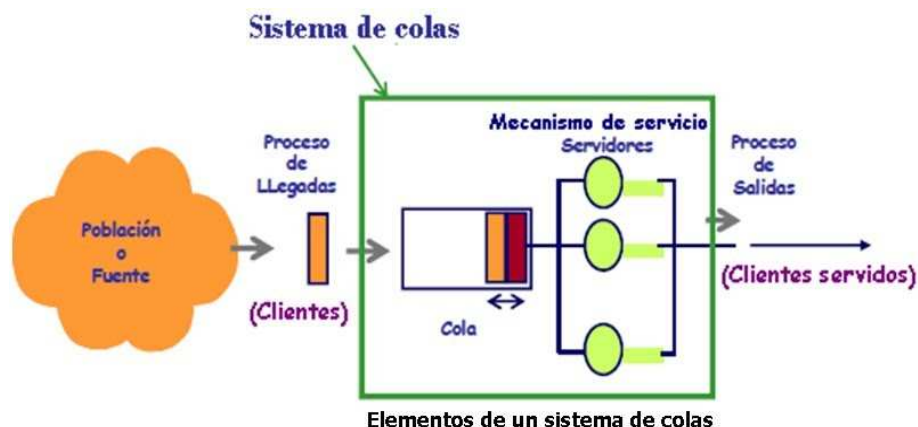 Sistema de colas
Mecanismo de servicio
Servidores
Proceso
de
LLegadas
Proceso
de
Salidas
Población
o
Fuente
(Clientes)
Cola
(Clientes servidos)
Elementos de un sistema de colas